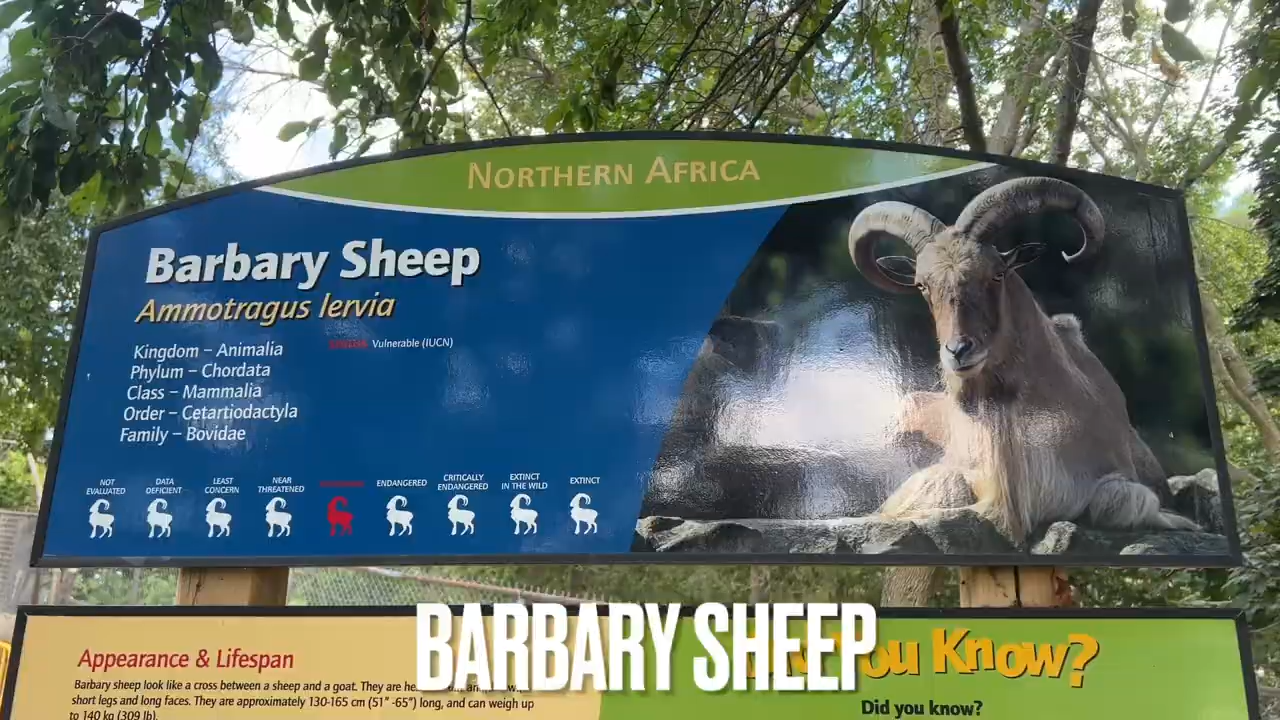 Northern Africa
Barbary Sheep
Ammotragus lervia
Kingdom – Animalia
Phylum – Chordata
Class – Mammalia
Order – Cetartiodactyla
Family – Bovidae
Vulnerable (IUCN)
NOT EVALUATED
DATA DEFICIENT
LEAST CONCERN
NEAR THREATENED
ENDANGERED
CRITICALLY ENDANGERED
EXTINCT IN THE WILD
EXTINCT
BARBARY SHEEP
Appearance & Lifespan
Barbary sheep look like a cross between a sheep and a goat. They are
short legs and long faces. They are approximately 130-165 cm (51" -65") long, and can weigh up
to 140 kg (309 lb).
Know?
Did you know?